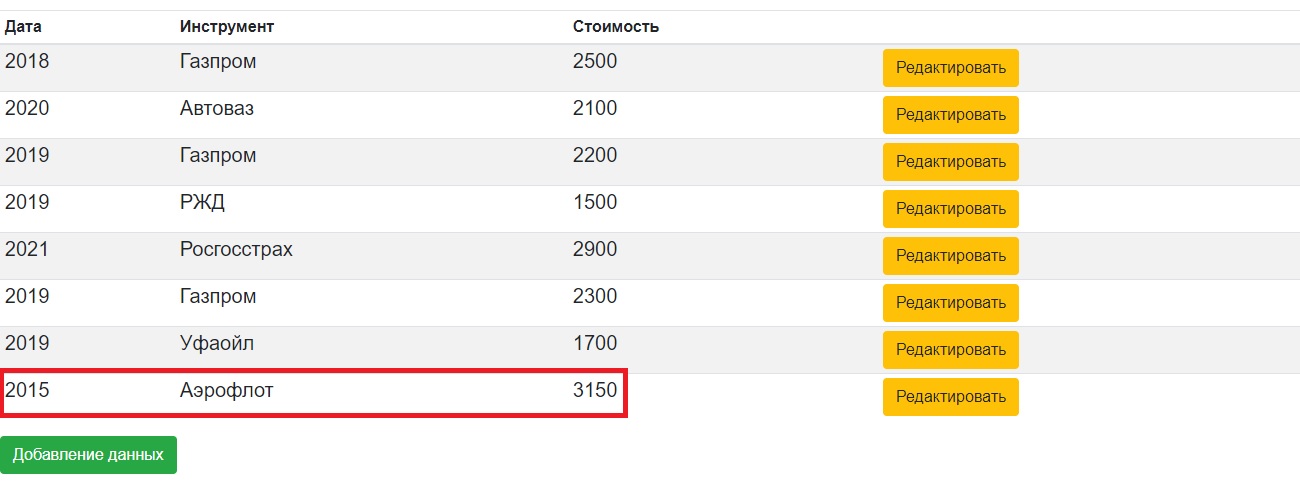 Дата Инструмент Стоимость
2018 Газпром 2500 Редактировать
2020 Автоваз 2100 Редактировать
2019 Газпром 2200 Редактировать
2019 РЖД 1500 Редактировать
2021 Росгосстрах 2900 Редактировать
2019 Газпром 2300 Редактировать
2019 Уфаойл 1700 Редактировать
2015 Аэрофлот 3150 Редактировать
Добавление данных